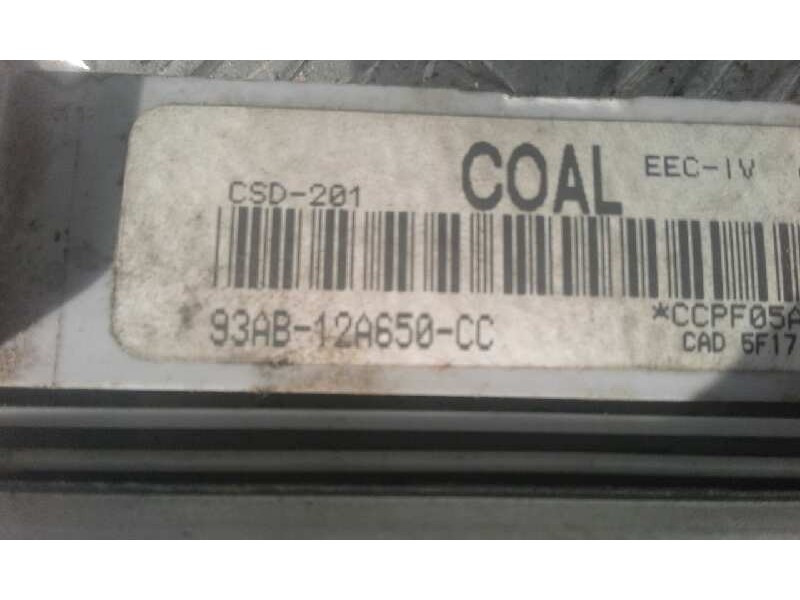 COAL EEC-IV
CSD-201
93AB-12A650-CC *CCPF05A
CAD 5F17